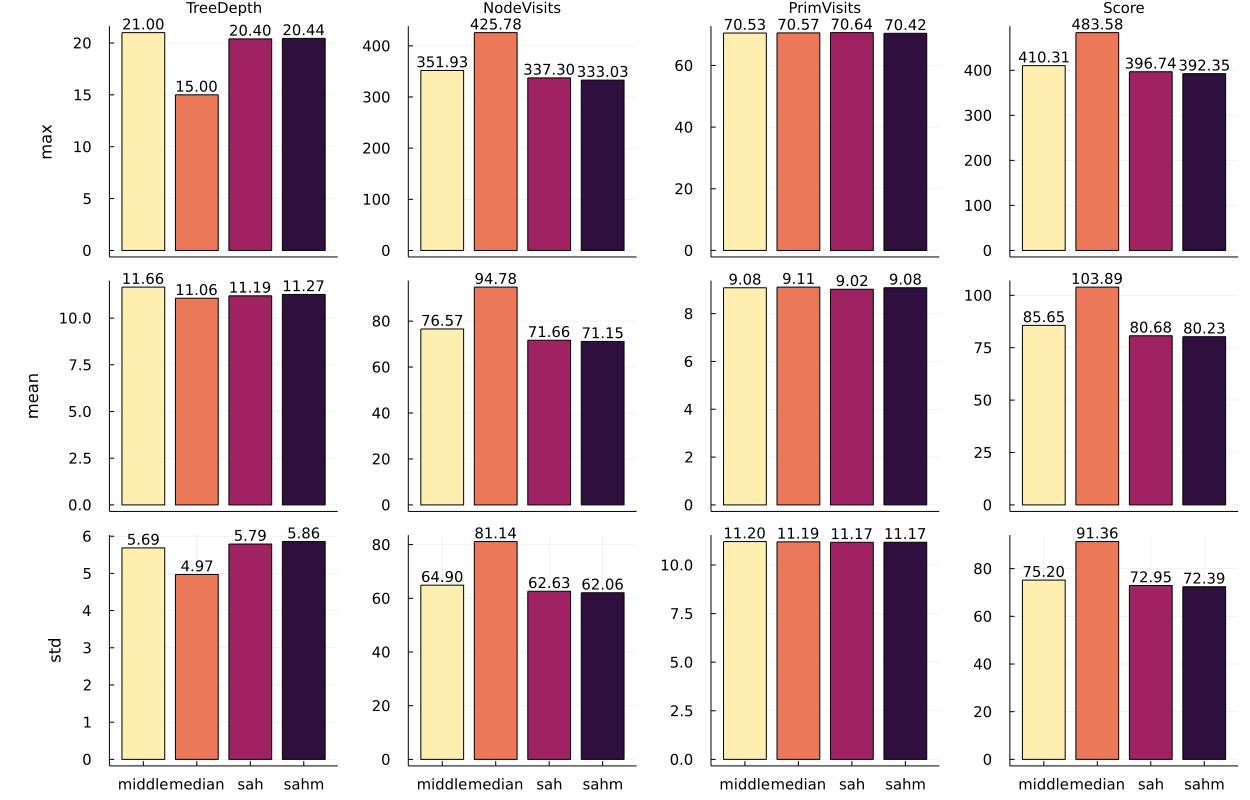 TreeDepth NodeVisits PrimVisits Score
max
21.00 15.00 20.40 20.44
0 5 10 15 20
351.93 425.78 337.30 333.03
0 100 200 300 400
70.53 70.57 70.64 70.42
0 20 40 60
410.31 483.58 396.74 392.35
0 100 200 300 400
mean
11.66 11.06 11.19 11.27
0.0 2.5 5.0 7.5 10.0
76.57 94.78 71.66 71.15
0 20 40 60 80
9.08 9.11 9.02 9.08
0 2 4 6 8
85.65 103.89 80.68 80.23
0 25 50 75 100
std
5.69 4.97 5.79 5.86
0 1 2 3 4 5 6
64.90 81.14 62.63 62.06
0 20 40 60 80
11.20 11.19 11.17 11.17
0.0 2.5 5.0 7.5 10.0
75.20 91.36 72.95 72.39
0 20 40 60 80
middle median sah sahm
middle median sah sahm
middle median sah sahm
middle median sah sahm